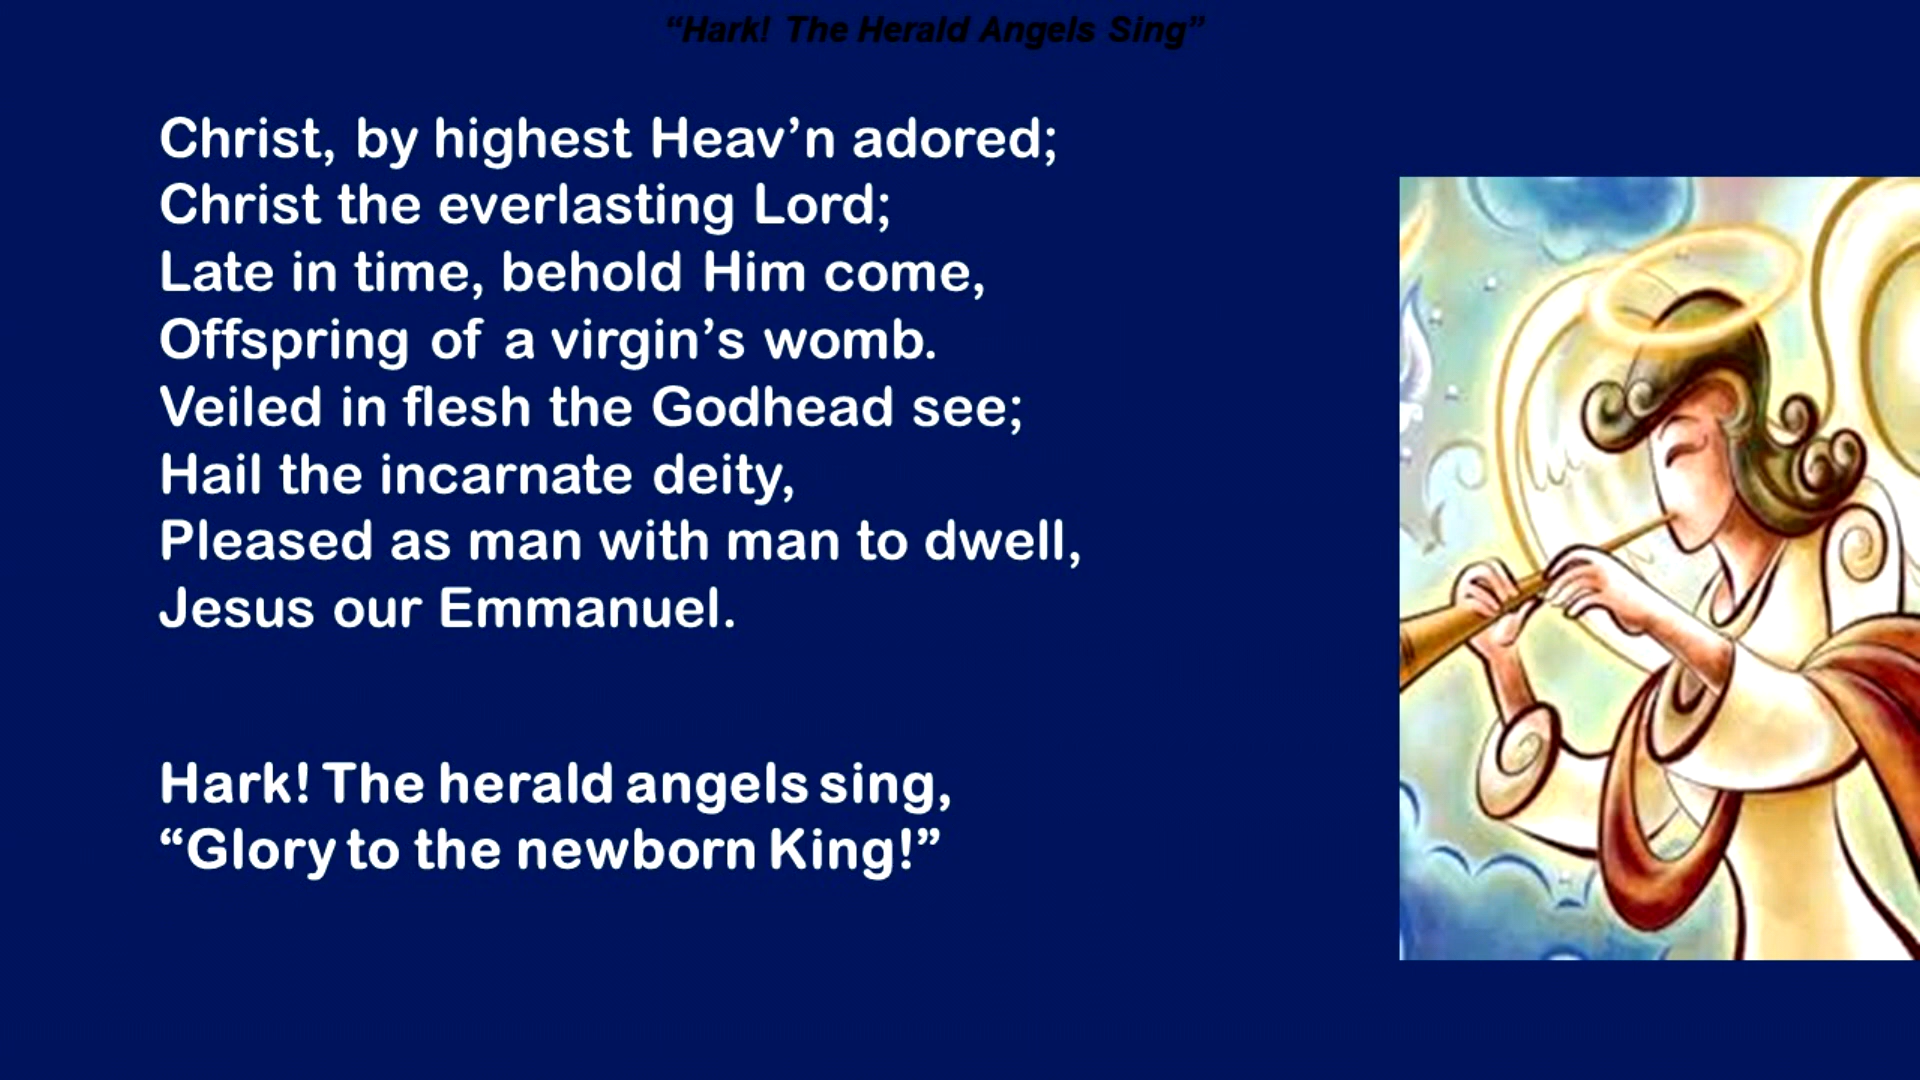 “Hark! The Herald Angels Sing”
Christ, by highest Heav’n adored;
Christ the everlasting Lord;
Late in time, behold Him come,
Offspring of a virgin’s womb.
Veiled in flesh the Godhead see;
Hail the incarnate deity,
Pleased as man with man to dwell,
Jesus our Emmanuel.
Hark! The herald angels sing,
“Glory to the newborn King!”